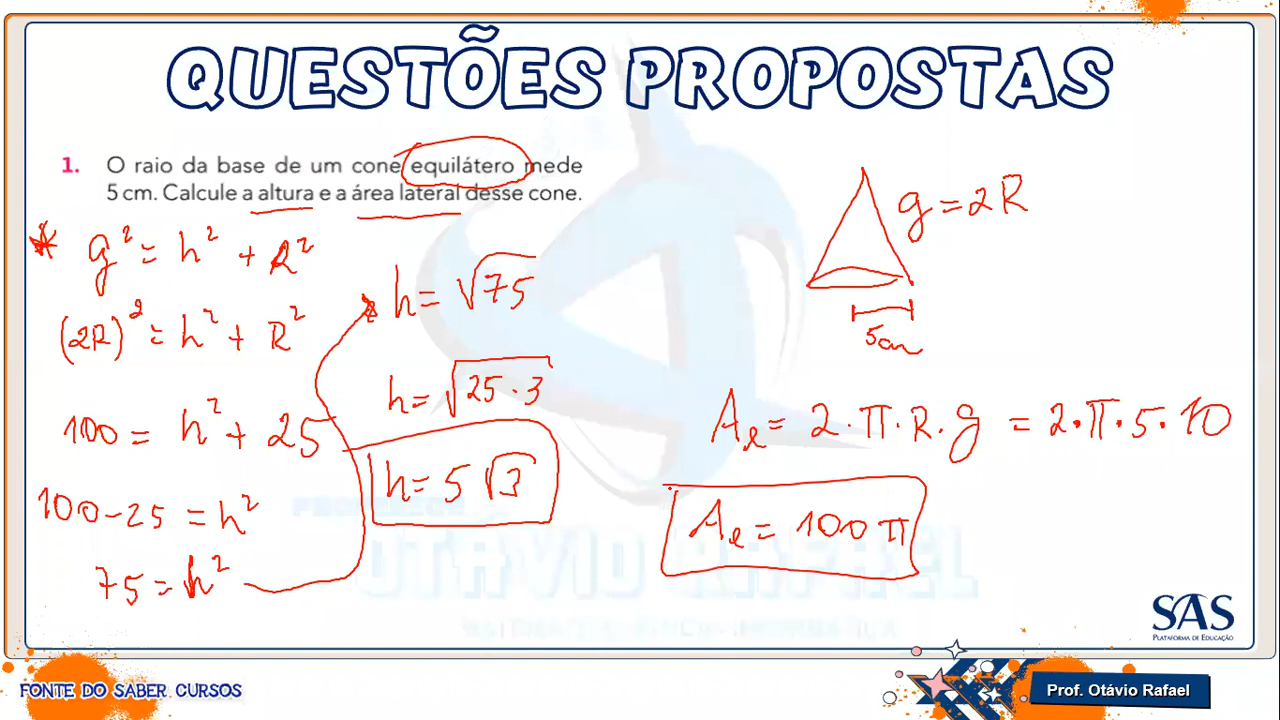 QUESTÕES PROPOSTAS
1. O raio da base de um cone equilátero mede
5 cm. Calcule a altura e a área lateral desse cone.
g² = h² + R²
(2R)² = h² + R²
100 = h² + 25
100 - 25 = h²
75 = h²
h = √75
h = √25·3
h = 5√3
g = 2R
5cm
Aℓ = 2·π·R·g = 2·π·5·10
Aℓ = 100π
PROFESSOR
OTÁVIO RAFAEL
SAS
PLATAFORMA DE EDUCAÇÃO
FONTE DO SABER CURSOS
Prof. Otávio Rafael